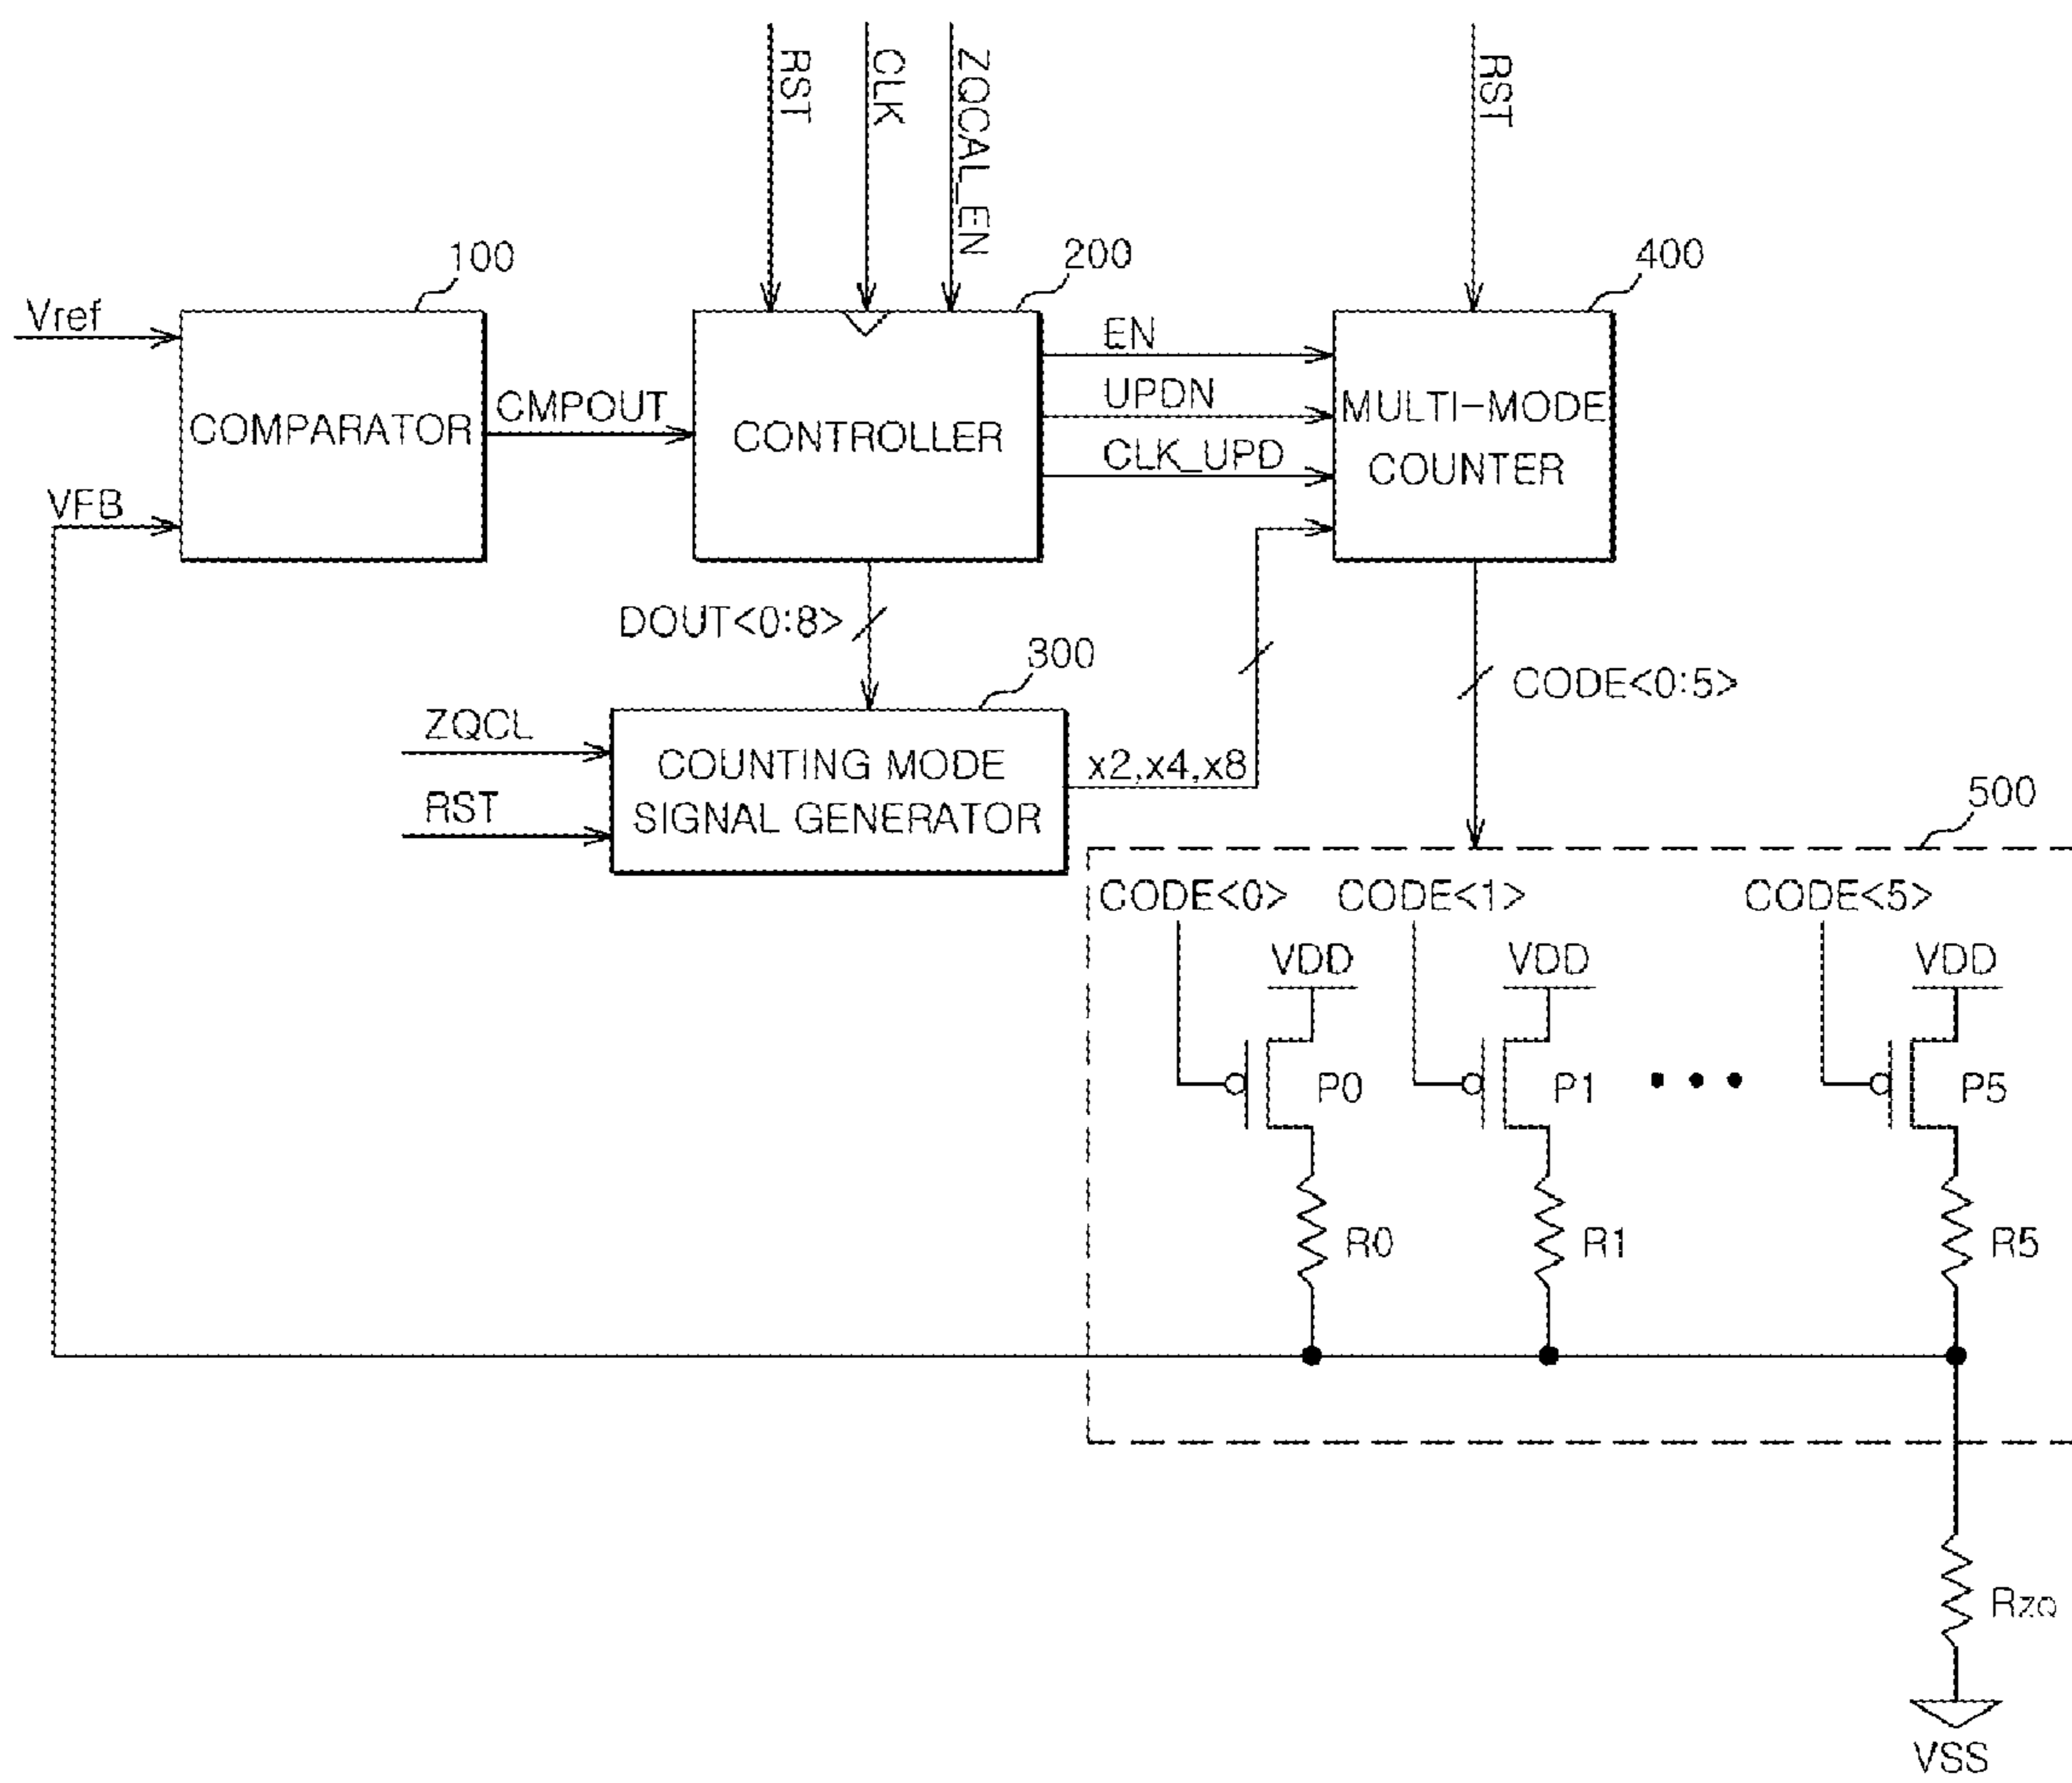 RST
CLK
ZQCAL_EN
RST
100
200
400
Vref
VFB
COMPARATOR
CMPOUT
CONTROLLER
EN
UPDN
CLK_UPD
MULTI-MODE
COUNTER
DOUT<0:8>
300
ZQCL
RST
COUNTING MODE
SIGNAL GENERATOR
x2,x4,x8
CODE<0:5>
500
CODE<0>
CODE<1>
CODE<5>
VDD
VDD
VDD
P0
P1
P5
R0
R1
R5
RZQ
VSS